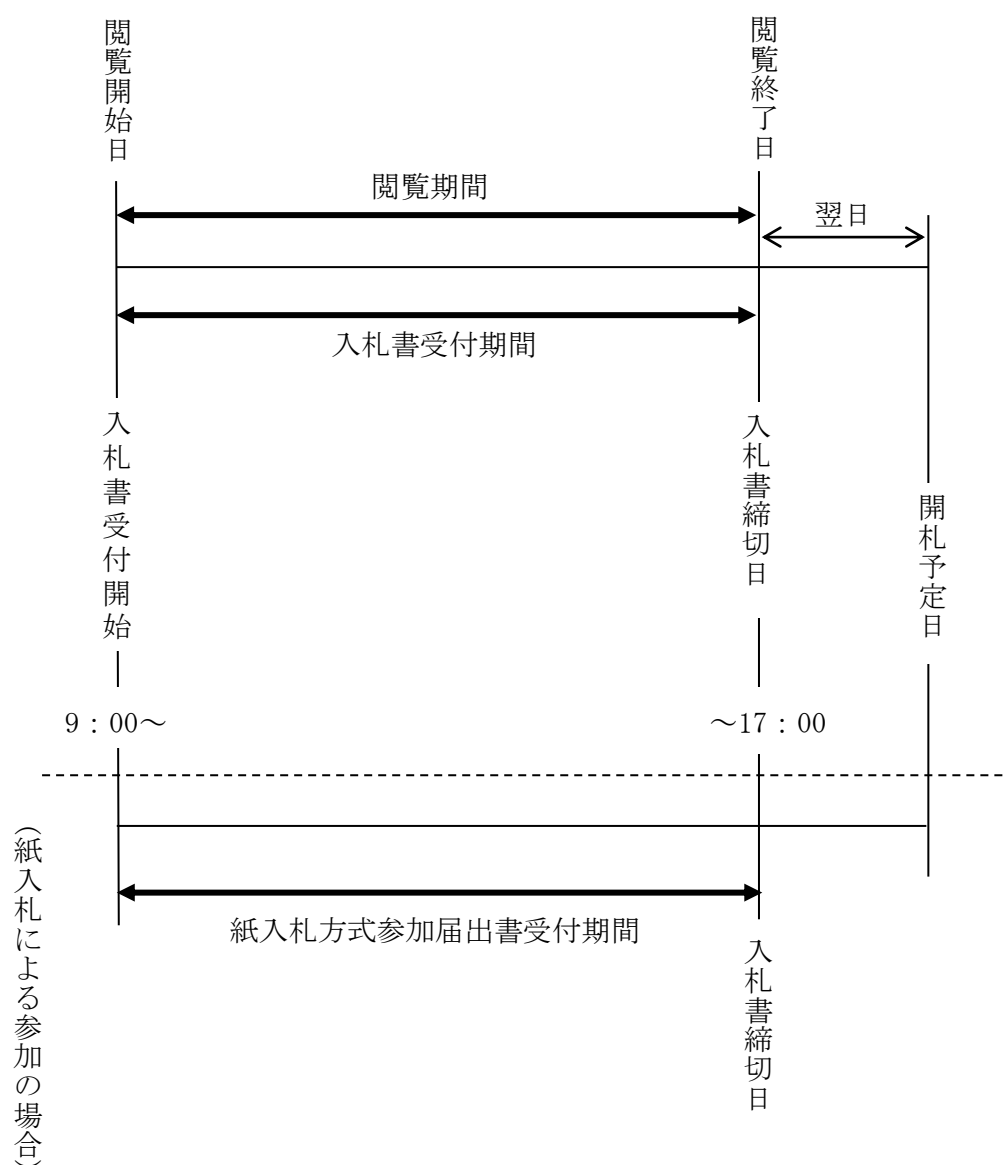 閲覧開始日
閲覧終了日
閲覧期間
翌日
入札書受付期間
入札書受付開始
入札書締切日
開札予定日
9：00～
～17：00
（紙入札による参加の場合）
紙入札方式参加届出書受付期間
入札書締切日